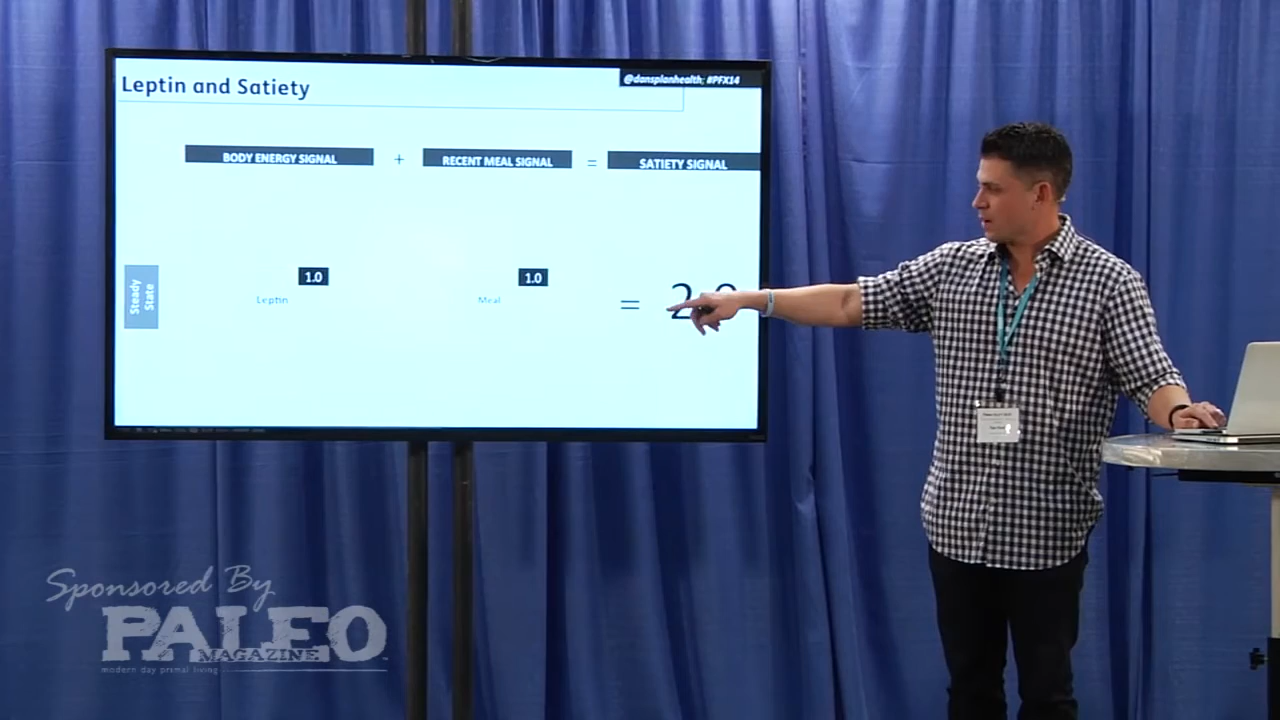 Leptin and Satiety
@dansplanhealth; #PFX14
BODY ENERGY SIGNAL + RECENT MEAL SIGNAL = SATIETY SIGNAL
Steady
State
1.0
Leptin
1.0
Meal
=
Sponsored By
PALEO
MAGAZINE
modern day primal living